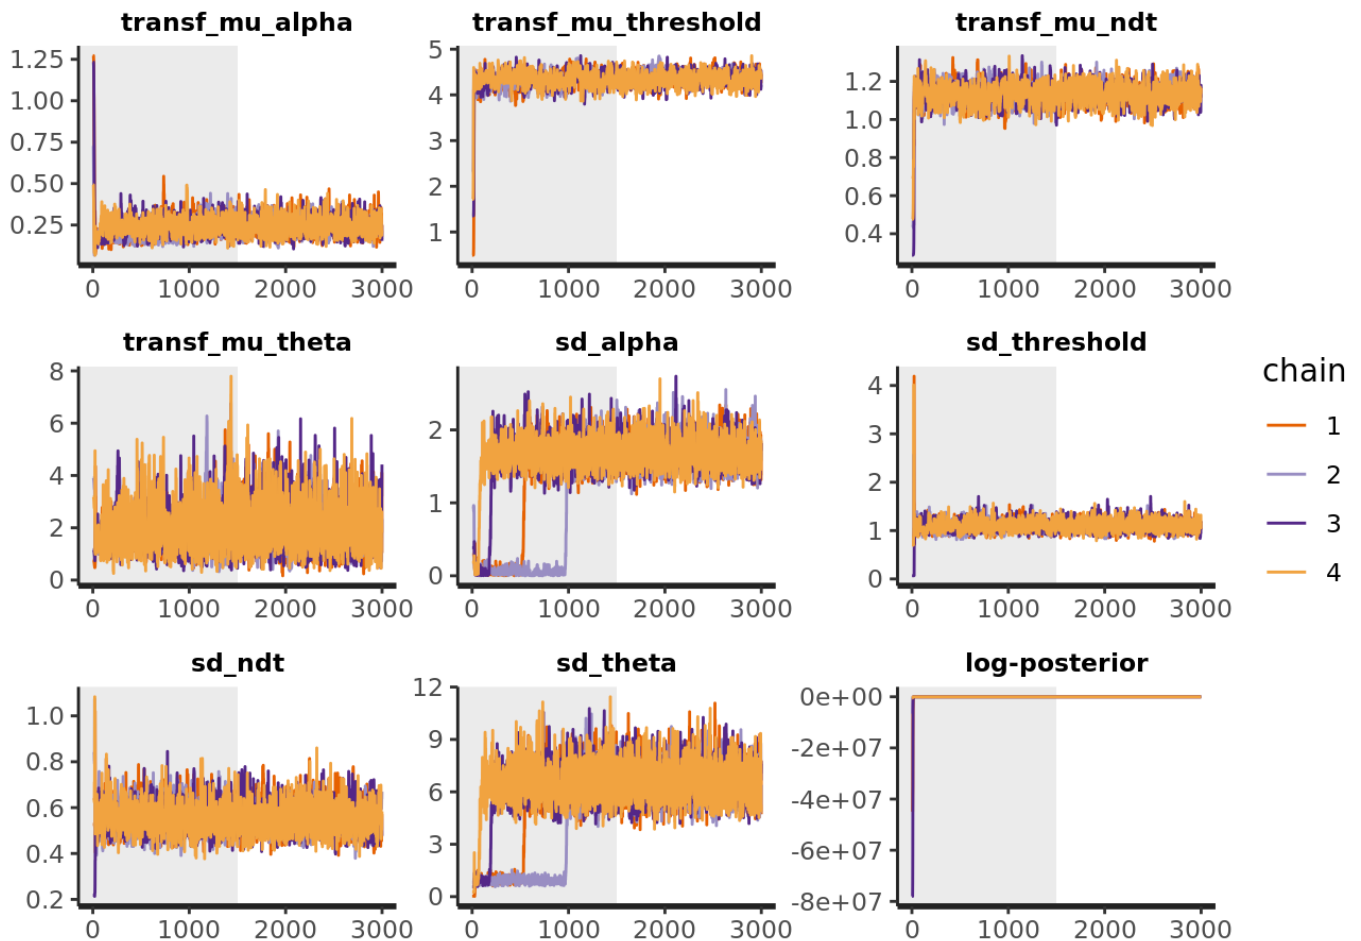 transf_mu_alpha
transf_mu_threshold
transf_mu_ndt
1.25
1.00
0.75
0.50
0.25
0 1000 2000 3000
5
4
3
2
1
0 1000 2000 3000
1.2
1.0
0.8
0.6
0.4
0 1000 2000 3000
transf_mu_theta
sd_alpha
sd_threshold
8
6
4
2
0
0 1000 2000 3000
2
1
0
0 1000 2000 3000
4
3
2
1
0
0 1000 2000 3000
chain
1
2
3
4
sd_ndt
sd_theta
log-posterior
1.0
0.8
0.6
0.4
0.2
0 1000 2000 3000
12
9
6
3
0
0 1000 2000 3000
0e+00
-2e+07
-4e+07
-6e+07
-8e+07
0 1000 2000 3000